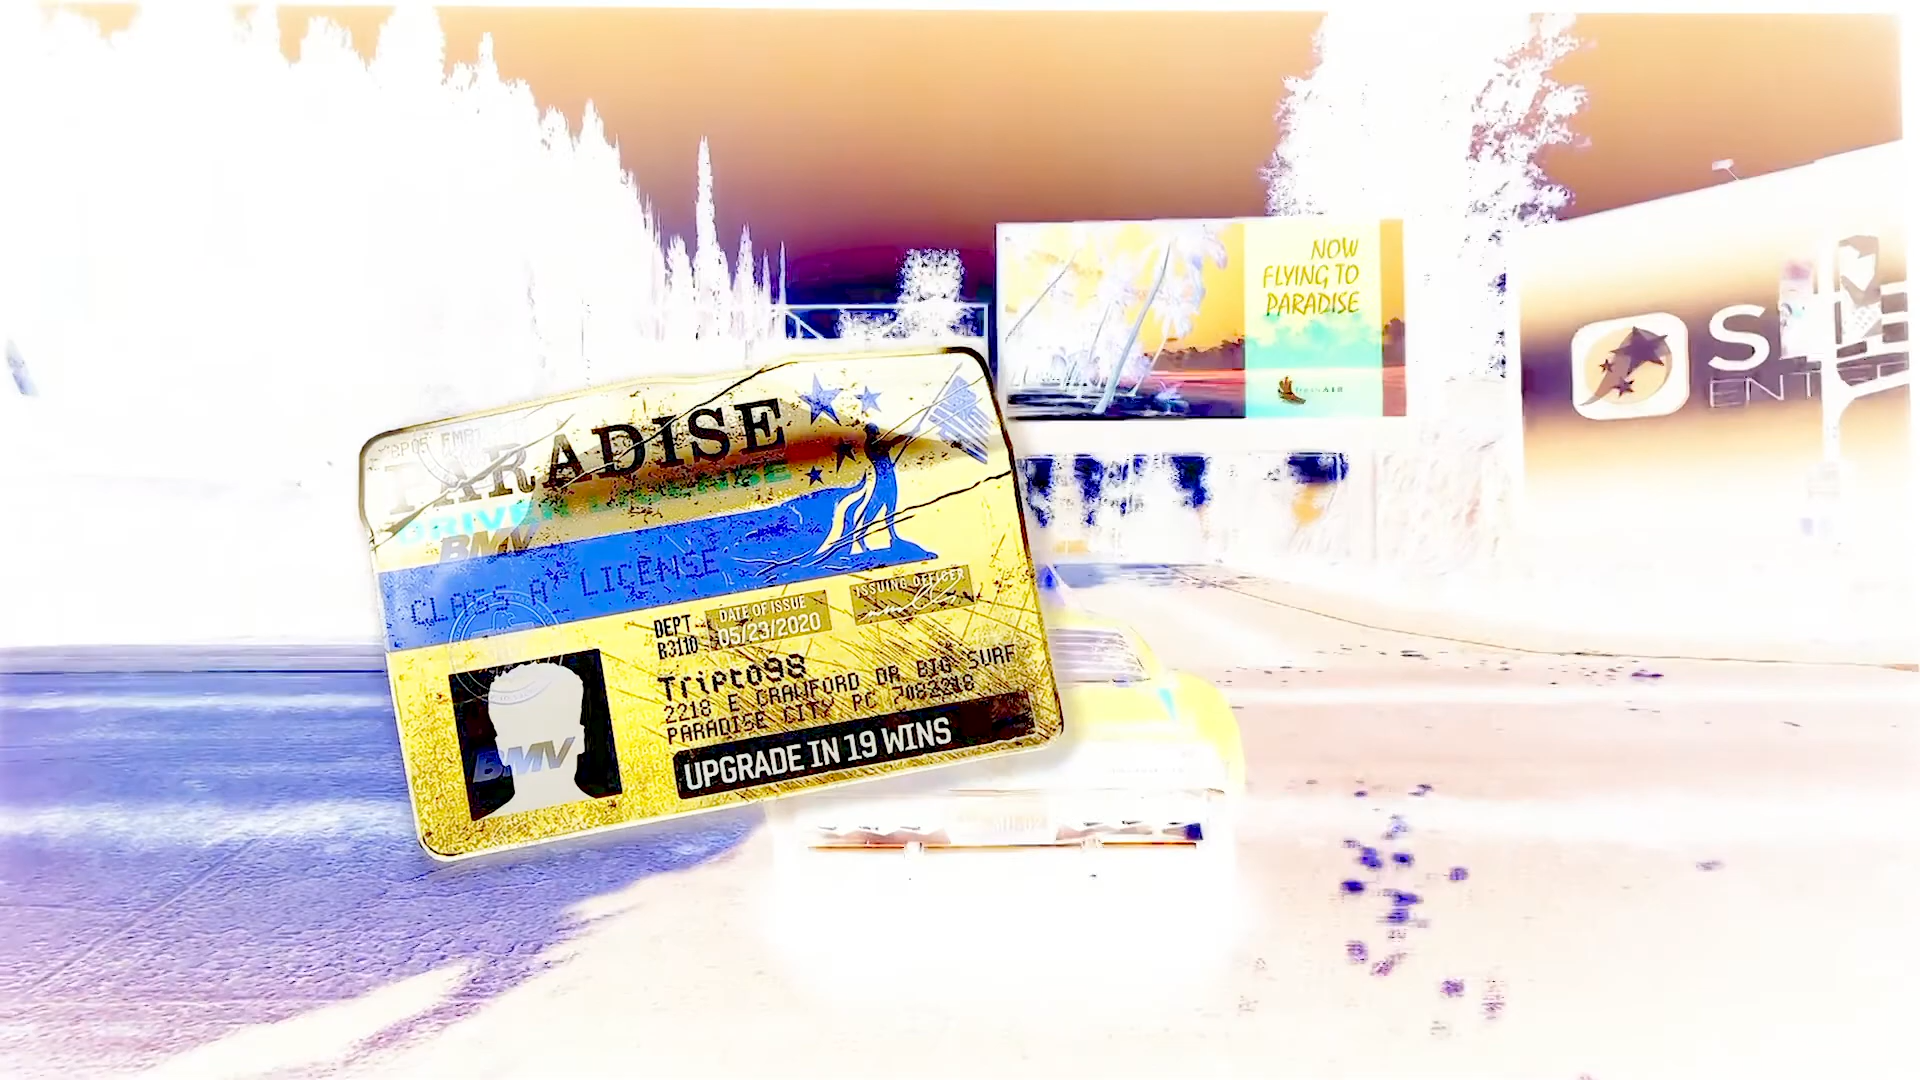 NOW
FLYING TO
PARADISE
PARADISE
DRIVER LICENSE
BMV
CLASS "A" LICENSE
DEPT
R3110
DATE OF ISSUE
05/23/2020
ISSUING OFFICER
Tripto98
2218 E CRAWFORD DR BIG SURF
PARADISE CITY PC 7082218
BMV
UPGRADE IN 19 WINS